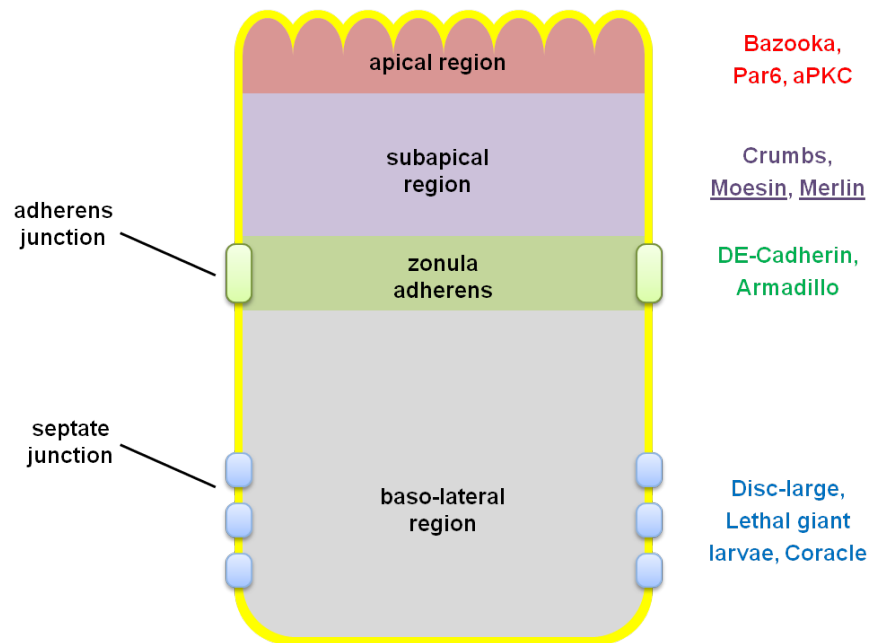 apical region
Bazooka,
Par6, aPKC
subapical
region
Crumbs,
Moesin, Merlin
adherens
junction
zonula
adherens
DE-Cadherin,
Armadillo
septate
junction
baso-lateral
region
Disc-large,
Lethal giant
larvae, Coracle